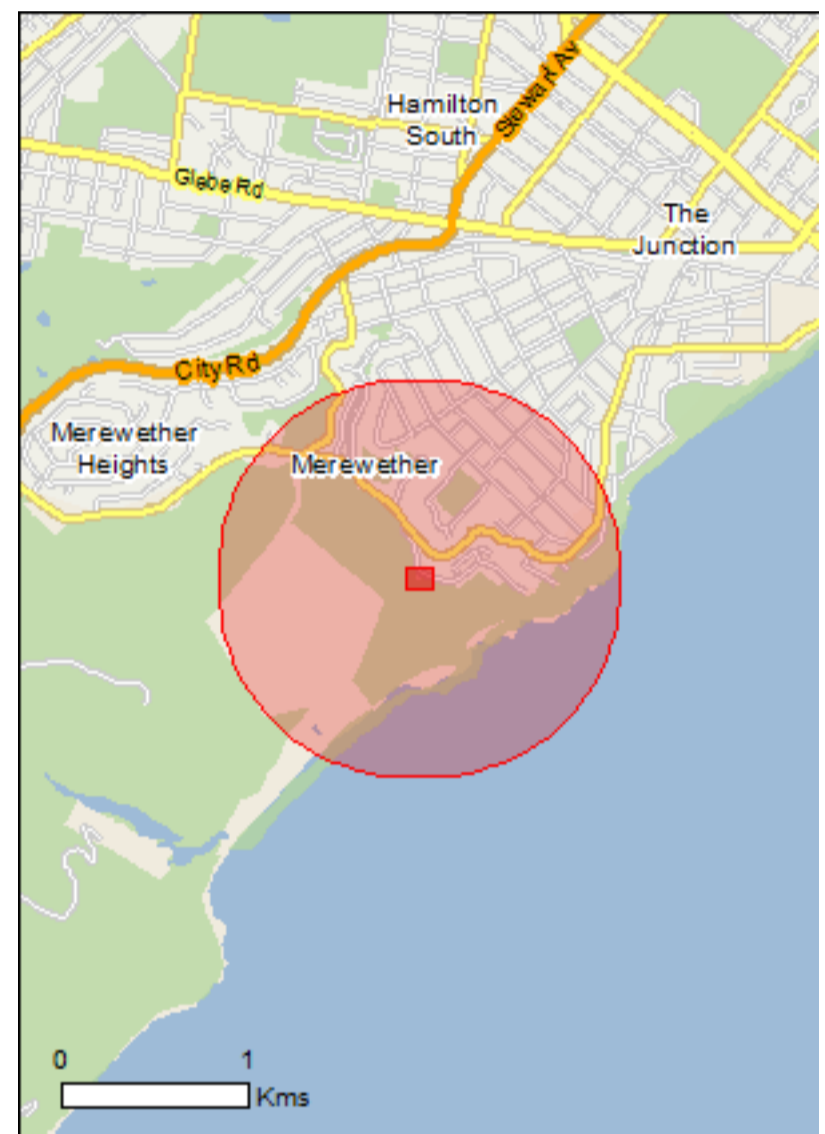 Hamilton
South
Stewart Av
Glebe Rd
The
Junction
City Rd
Merewether
Heights
Merewether
0 1
Kms